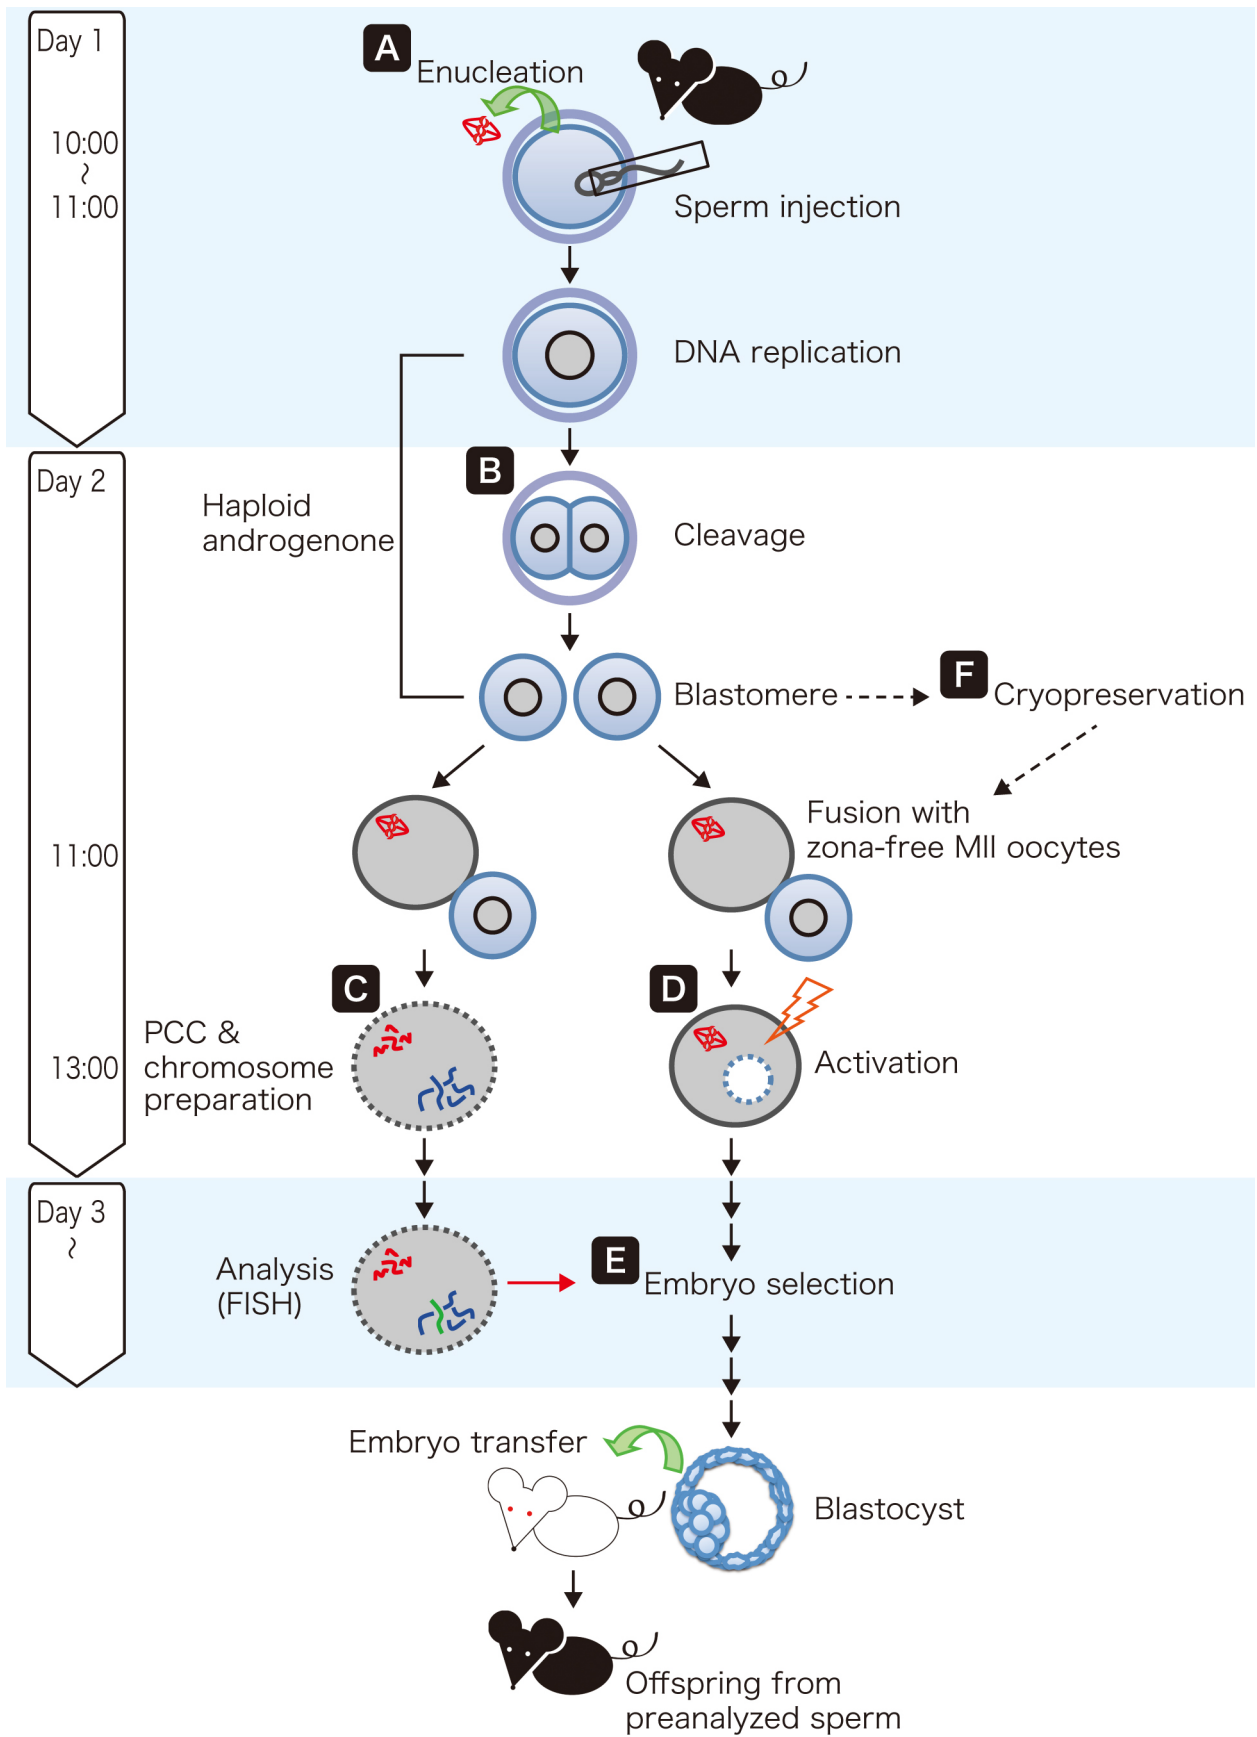 Day 1
A
Enucleation
10:00
~
11:00
Sperm injection
DNA replication
Day 2
B
Haploid
androgenone
Cleavage
Blastomere
F
Cryopreservation
Fusion with
zona-free MII oocytes
11:00
C
D
PCC &
chromosome
preparation
13:00
Activation
Day 3
~
Analysis
(FISH)
E
Embryo selection
Embryo transfer
Blastocyst
Offspring from
preanalyzed sperm